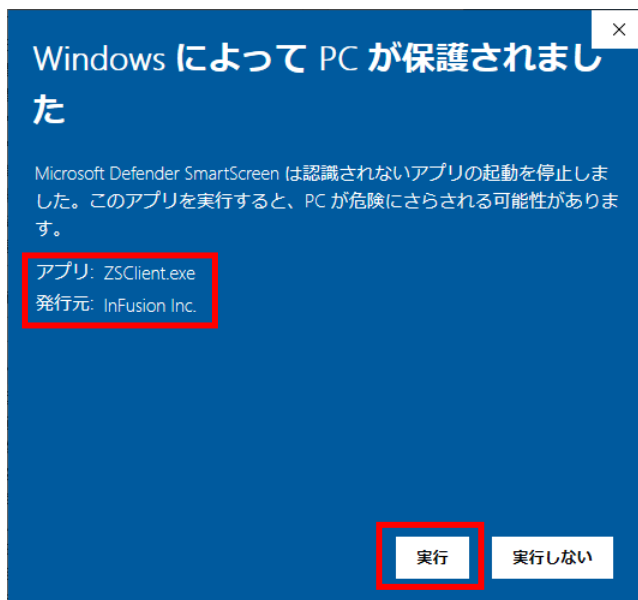 Windows によって PC が保護されまし
た
Microsoft Defender SmartScreen は認識されないアプリの起動を停止しま
した。このアプリを実行すると、PC が危険にさらされる可能性がありま
す。
アプリ: ZSClient.exe
発行元: InFusion Inc.
実行
実行しない